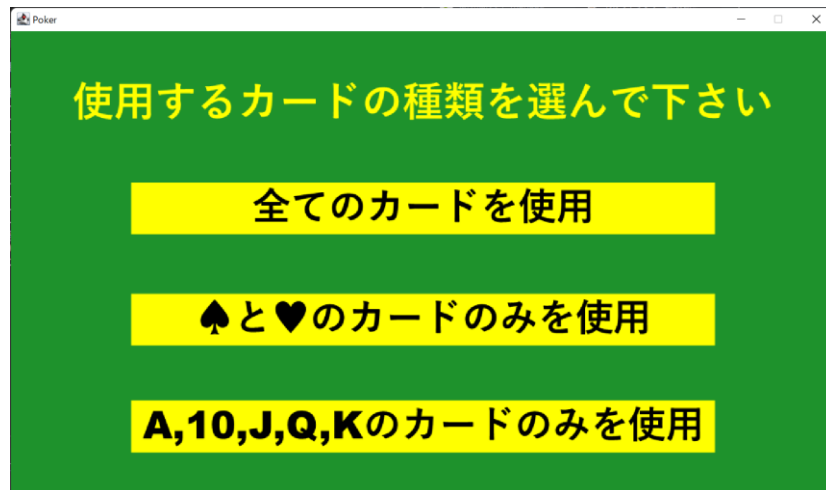 Poker
使用するカードの種類を選んで下さい
全てのカードを使用
♠と♥のカードのみを使用
A,10,J,Q,Kのカードのみを使用